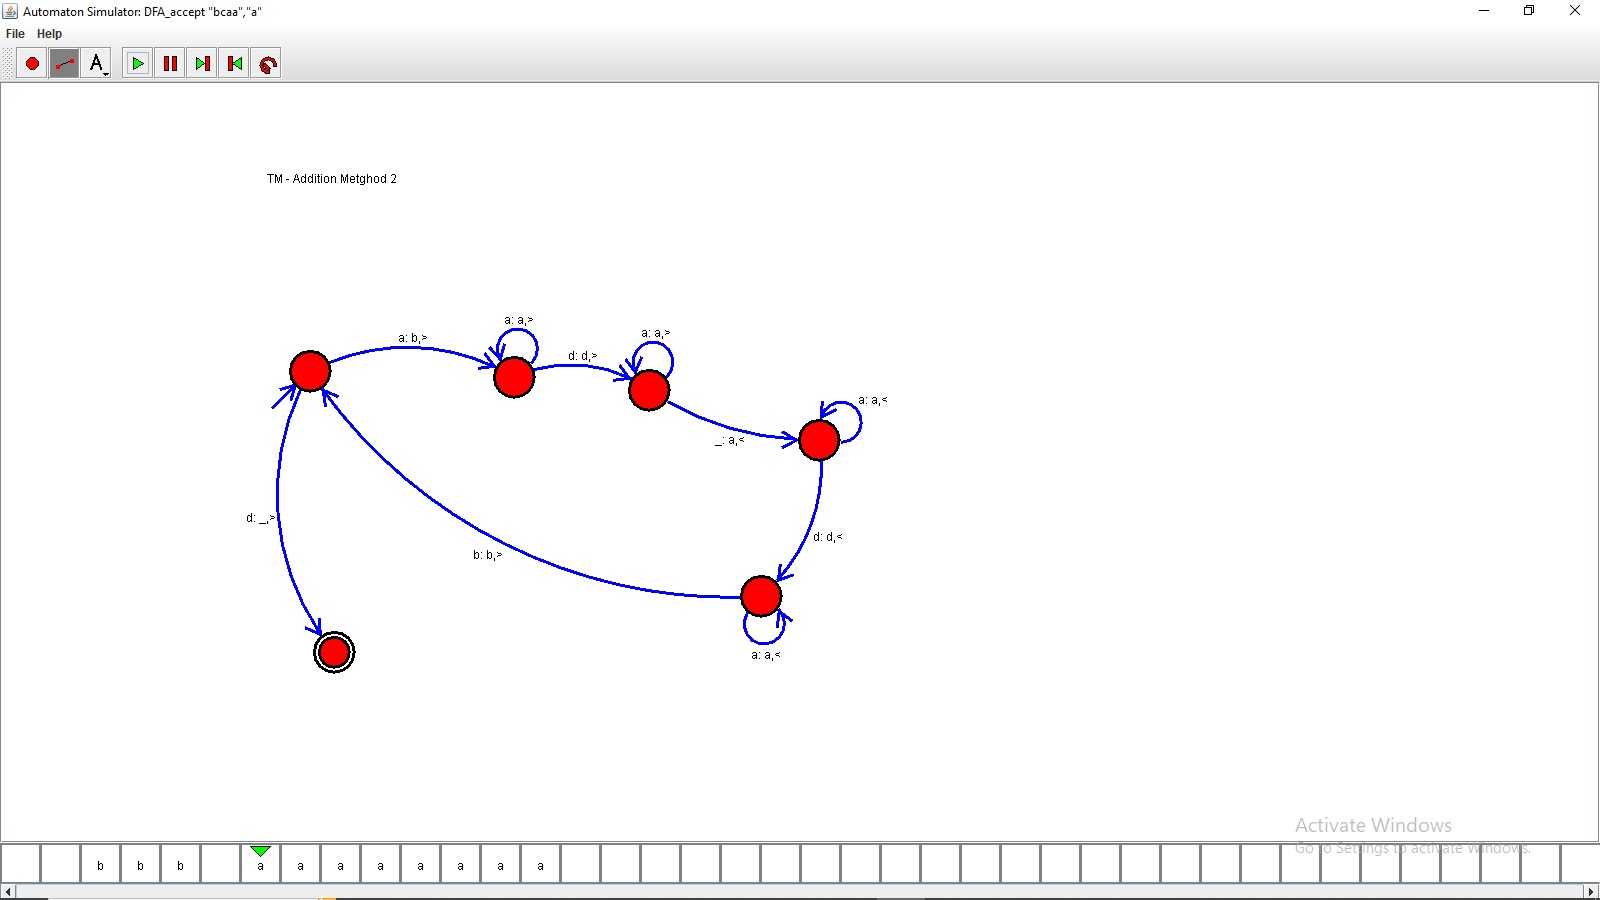 Automaton Simulator: DFA_accept "bcaa","a"
File Help
A
TM - Addition Metghod 2
a: a,>
a: b,>
a: a,>
d: d,>
a: a,<
_: a,<
d: _,>
d: d,<
b: b,>
a: a,<
Activate Windows
Go to Settings to activate Windows.
b b b a a a a a a a a